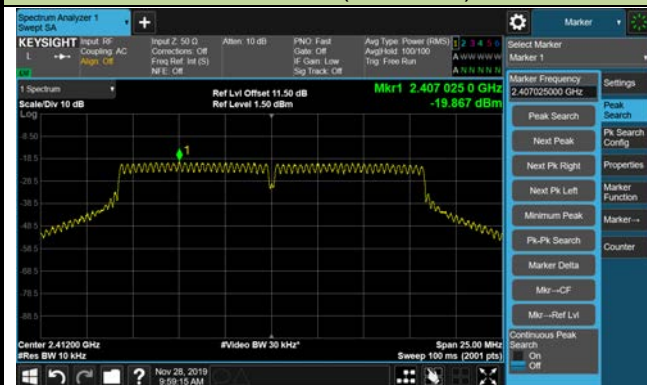 Spectrum Analyzer 1
Swept SA
+
Marker
KEYSIGHT
Input: RF
Coupling: AC
Align: Off
Input Z: 50 Ω
Corrections: Off
Freq Ref: Int (S)
NFE: Off
Atten: 10 dB
PNO: Fast
Gate: Off
IF Gain: Low
Sig Track: Off
Avg Type: Power (RMS)
Avg|Hold: 100/100
Trig: Free Run
1 2 3 4 5 6
A W W W W W
A N N N N N
Select Marker
Marker 1
1 Spectrum
Scale/Div 10 dB
Log
Ref Lvl Offset 11.50 dB
Ref Level 1.50 dBm
Mkr1 2.407 025 0 GHz
-19.867 dBm
Marker Frequency
2.407025000 GHz
Settings
Peak Search
Peak
Search
Next Peak
Pk Search
Config
Next Pk Right
Properties
Next Pk Left
Marker
Function
Minimum Peak
Marker→
Pk-Pk Search
Counter
Marker Delta
Mkr→CF
Mkr→Ref Lvl
Continuous Peak
Search
On
Off
1
-8.50
-18.5
-28.5
-38.5
-48.5
-58.5
-68.5
-78.5
-88.5
Center 2.41200 GHz
#Res BW 10 kHz
#Video BW 30 kHz*
Span 25.00 MHz
Sweep 100 ms (2001 pts)
?
Nov 28, 2019
9:59:15 AM